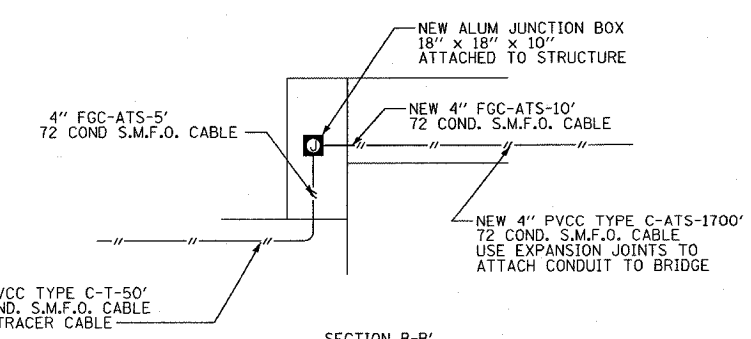 NEW ALUM JUNCTION BOX
18" x 18" x 10"
ATTACHED TO STRUCTURE
4" FGC-ATS-5'
72 COND S.M.F.O. CABLE
NEW 4" FGC-ATS-10'
72 COND. S.M.F.O. CABLE
J
NEW 4" PVCC TYPE C-ATS-1700'
72 COND. S.M.F.O. CABLE
USE EXPANSION JOINTS TO
ATTACH CONDUIT TO BRIDGE
TYPE C-T-50'
S.M.F.O. CABLE
TRACER CABLE
SECTION B-B'